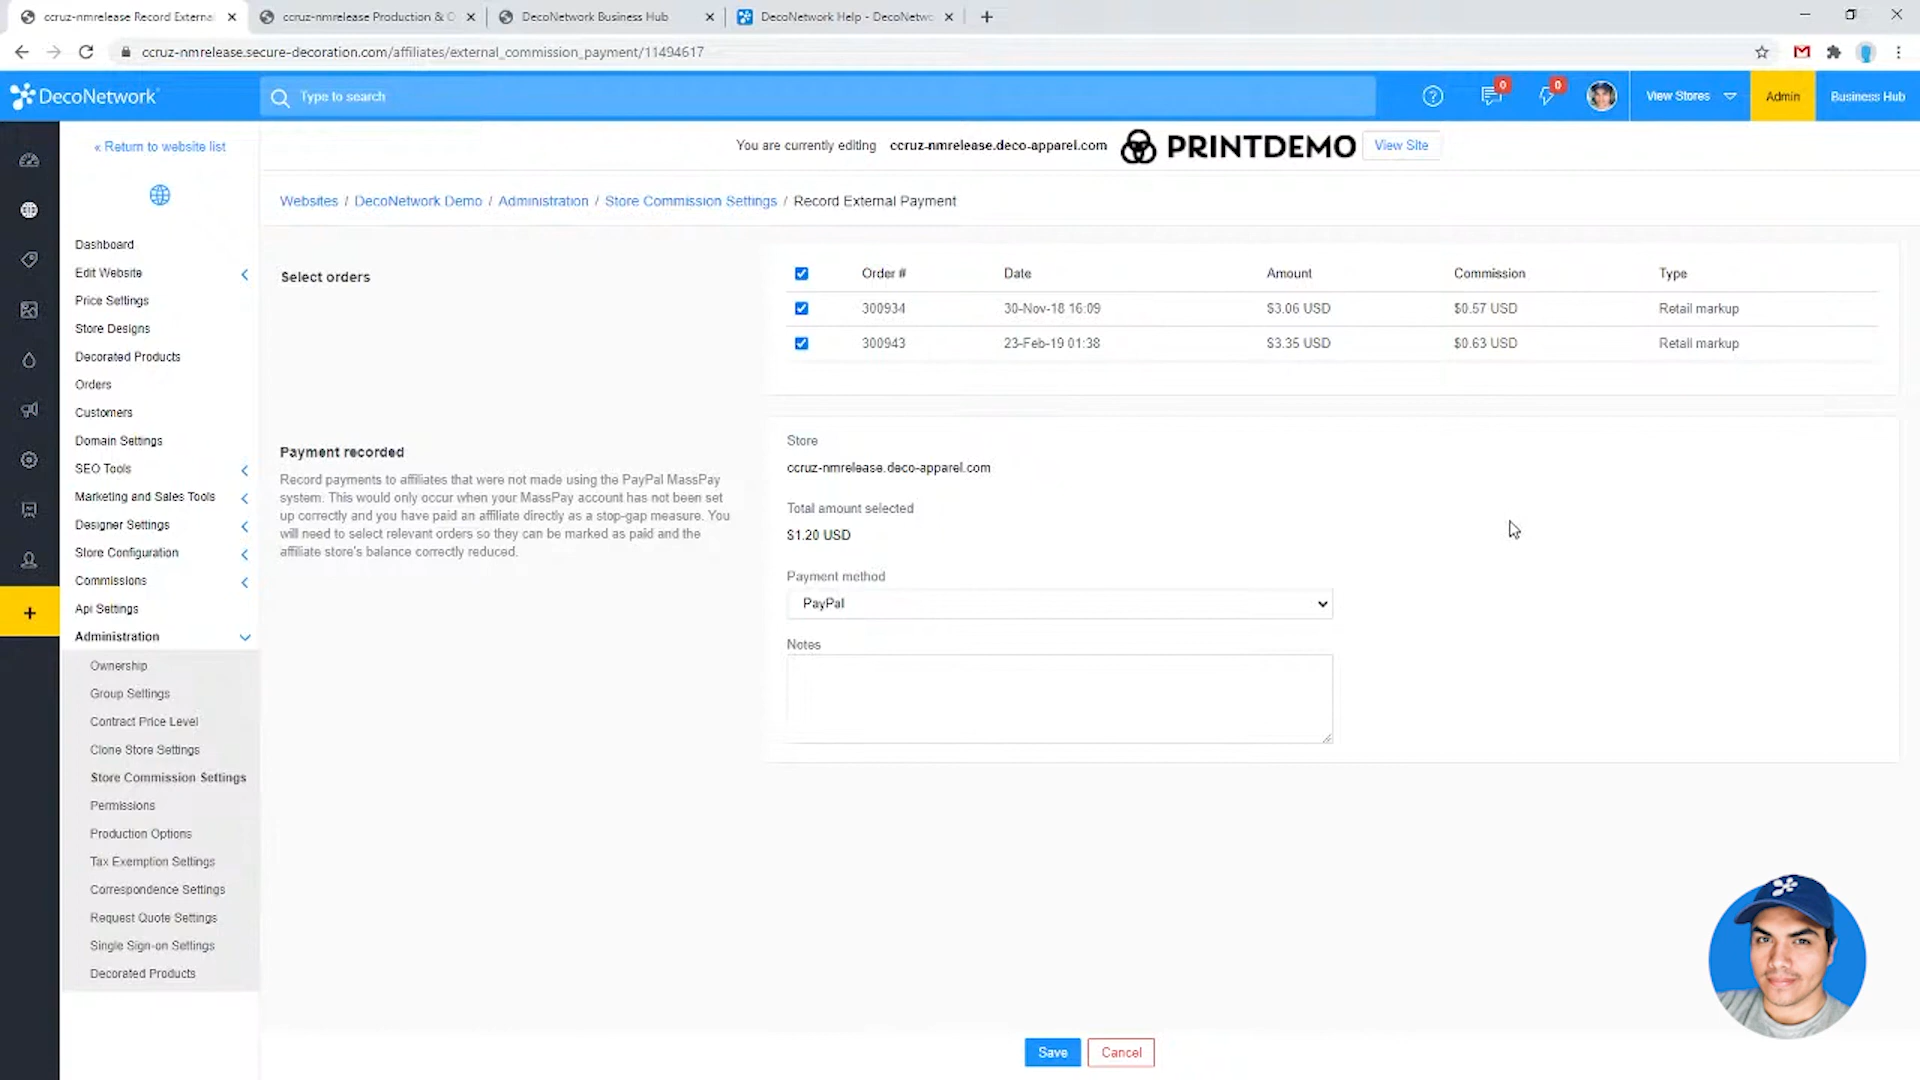 ccruz-nmrelease Record Externa
ccruz-nmrelease Production & O
DecoNetwork Business Hub
DecoNetwork Help - DecoNetwo
ccruz-nmrelease.secure-decoration.com/affiliates/external_commission_payment/11494617
DecoNetwork
Type to search
0
0
View Stores
Admin
Business Hub
« Return to website list
You are currently editing ccruz-nmrelease.deco-apparel.com
PRINTDEMO
View Site
Websites / DecoNetwork Demo / Administration / Store Commission Settings / Record External Payment
Dashboard
Edit Website
Price Settings
Store Designs
Decorated Products
Orders
Customers
Domain Settings
SEO Tools
Marketing and Sales Tools
Designer Settings
Store Configuration
Commissions
Api Settings
Administration
Ownership
Group Settings
Contract Price Level
Clone Store Settings
Store Commission Settings
Permissions
Production Options
Tax Exemption Settings
Correspondence Settings
Request Quote Settings
Single Sign-on Settings
Decorated Products
Select orders
Order # Date Amount Commission Type
300934 30-Nov-18 16:09 $3.06 USD $0.57 USD Retail markup
300943 23-Feb-19 01:38 $3.35 USD $0.63 USD Retail markup
Payment recorded
Record payments to affiliates that were not made using the PayPal MassPay
system. This would only occur when your MassPay account has not been set
up correctly and you have paid an affiliate directly as a stop-gap measure. You
will need to select relevant orders so they can be marked as paid and the
affiliate store's balance correctly reduced.
Store
ccruz-nmrelease.deco-apparel.com
Total amount selected
$1.20 USD
Payment method
PayPal
Notes
Save
Cancel